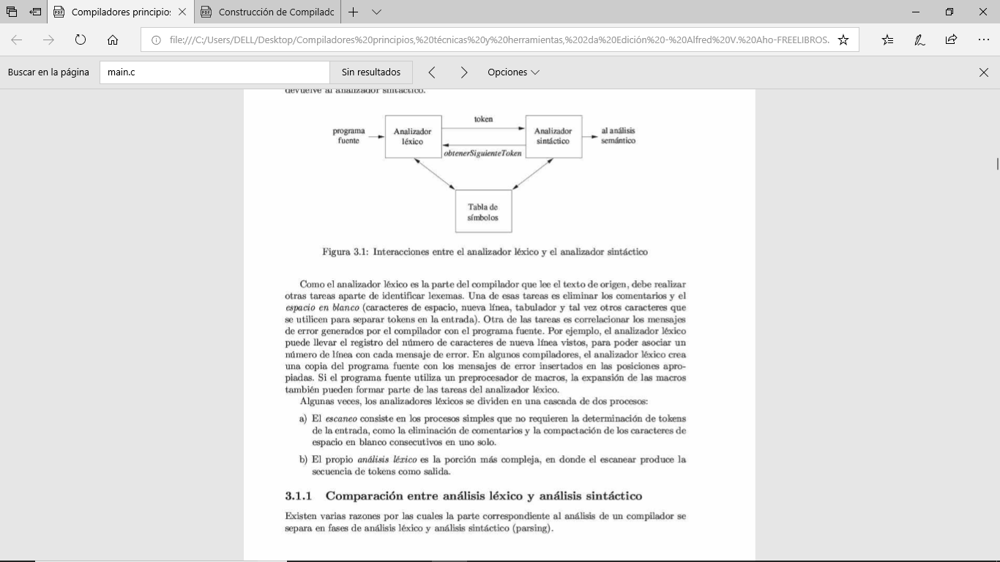 Compiladores principio:
Construcción de Compilad
file:///C:/Users/DELL/Desktop/Compiladores%20principios,%20técnicas%20y%20herramientas,%202da%20Edición%20-%20Alfred%20V.%20Aho-FREELIBROS.
Buscar en la página
main.c
Sin resultados
Opciones
devuelve al analizador sintáctico.
programa
fuente
Analizador
léxico
token
obtenerSiguienteToken
Analizador
sintáctico
al análisis
semántico
Tabla de
símbolos
Figura 3.1: Interacciones entre el analizador léxico y el analizador sintáctico
Como el analizador léxico es la parte del compilador que lee el texto de origen, debe realizar
otras tareas aparte de identificar lexemas. Una de esas tareas es eliminar los comentarios y el
espacio en blanco (caracteres de espacio, nueva línea, tabulador y tal vez otros caracteres que
se utilicen para separar tokens en la entrada). Otra de las tareas es correlacionar los mensajes
de error generados por el compilador con el programa fuente. Por ejemplo, el analizador léxico
puede llevar el registro del número de caracteres de nueva línea vistos, para poder asociar un
número de línea con cada mensaje de error. En algunos compiladores, el analizador léxico crea
una copia del programa fuente con los mensajes de error insertados en las posiciones apro-
piadas. Si el programa fuente utiliza un preprocesador de macros, la expansión de las macros
también pueden formar parte de las tareas del analizador léxico.
Algunas veces, los analizadores léxicos se dividen en una cascada de dos procesos:
a) El escaneo consiste en los procesos simples que no requieren la determinación de tokens
de la entrada, como la eliminación de comentarios y la compactación de los caracteres de
espacio en blanco consecutivos en uno solo.
b) El propio análisis léxico es la porción más compleja, en donde el escanear produce la
secuencia de tokens como salida.
3.1.1 Comparación entre análisis léxico y análisis sintáctico
Existen varias razones por las cuales la parte correspondiente al análisis de un compilador se
separa en fases de análisis léxico y análisis sintáctico (parsing).